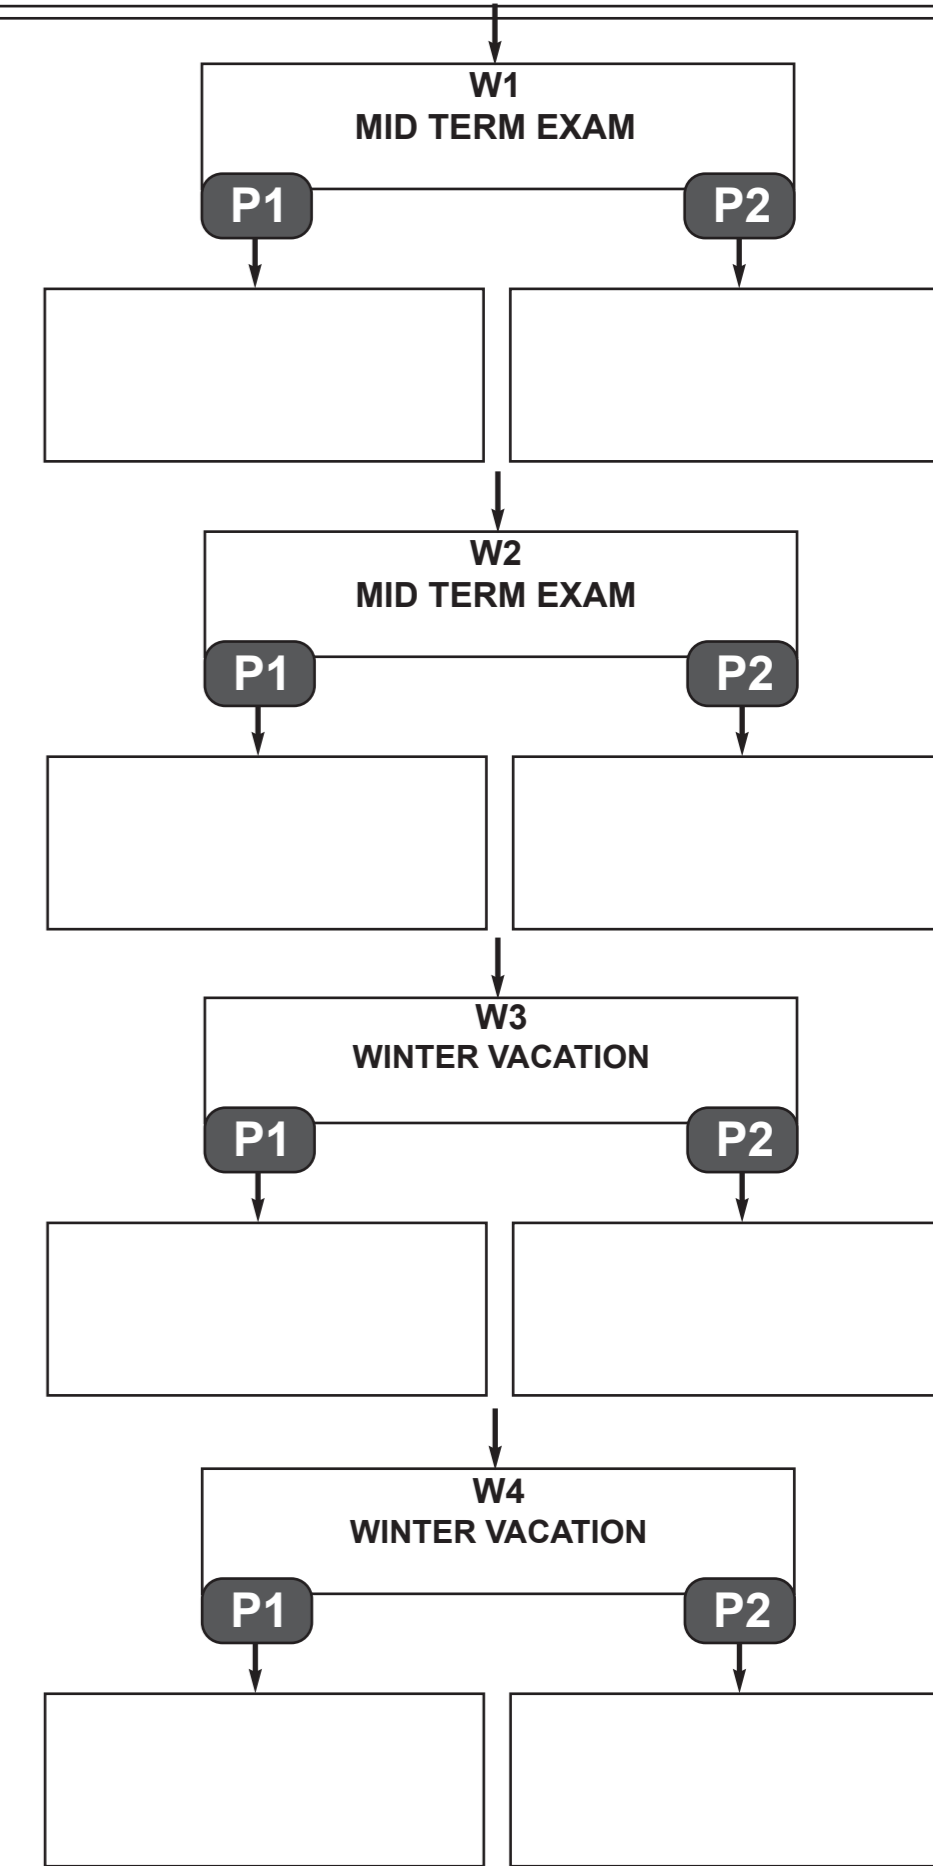 W1
MID TERM EXAM
P1 P2
W2
MID TERM EXAM
P1 P2
W3
WINTER VACATION
P1 P2
W4
WINTER VACATION
P1 P2